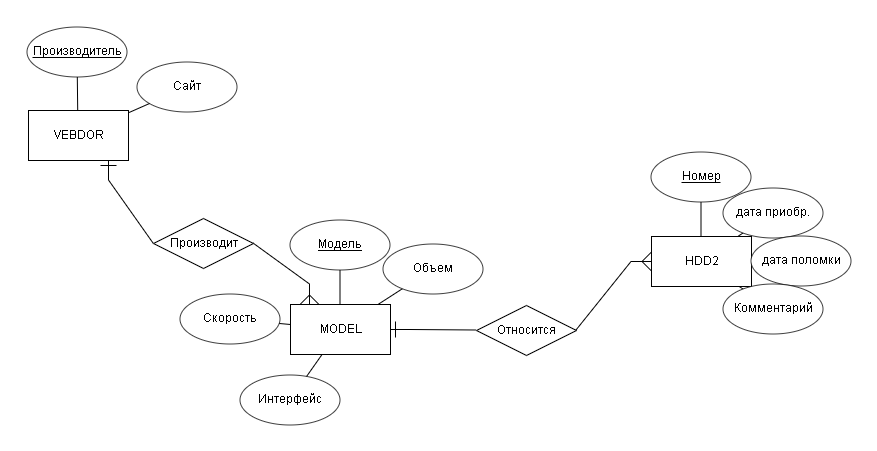 Производитель
Сайт
VEBDOR
Производит
Модель
Объем
Скорость
MODEL
Интерфейс
Относится
Номер
дата приобр.
HDD2
дата поломки
Комментарий